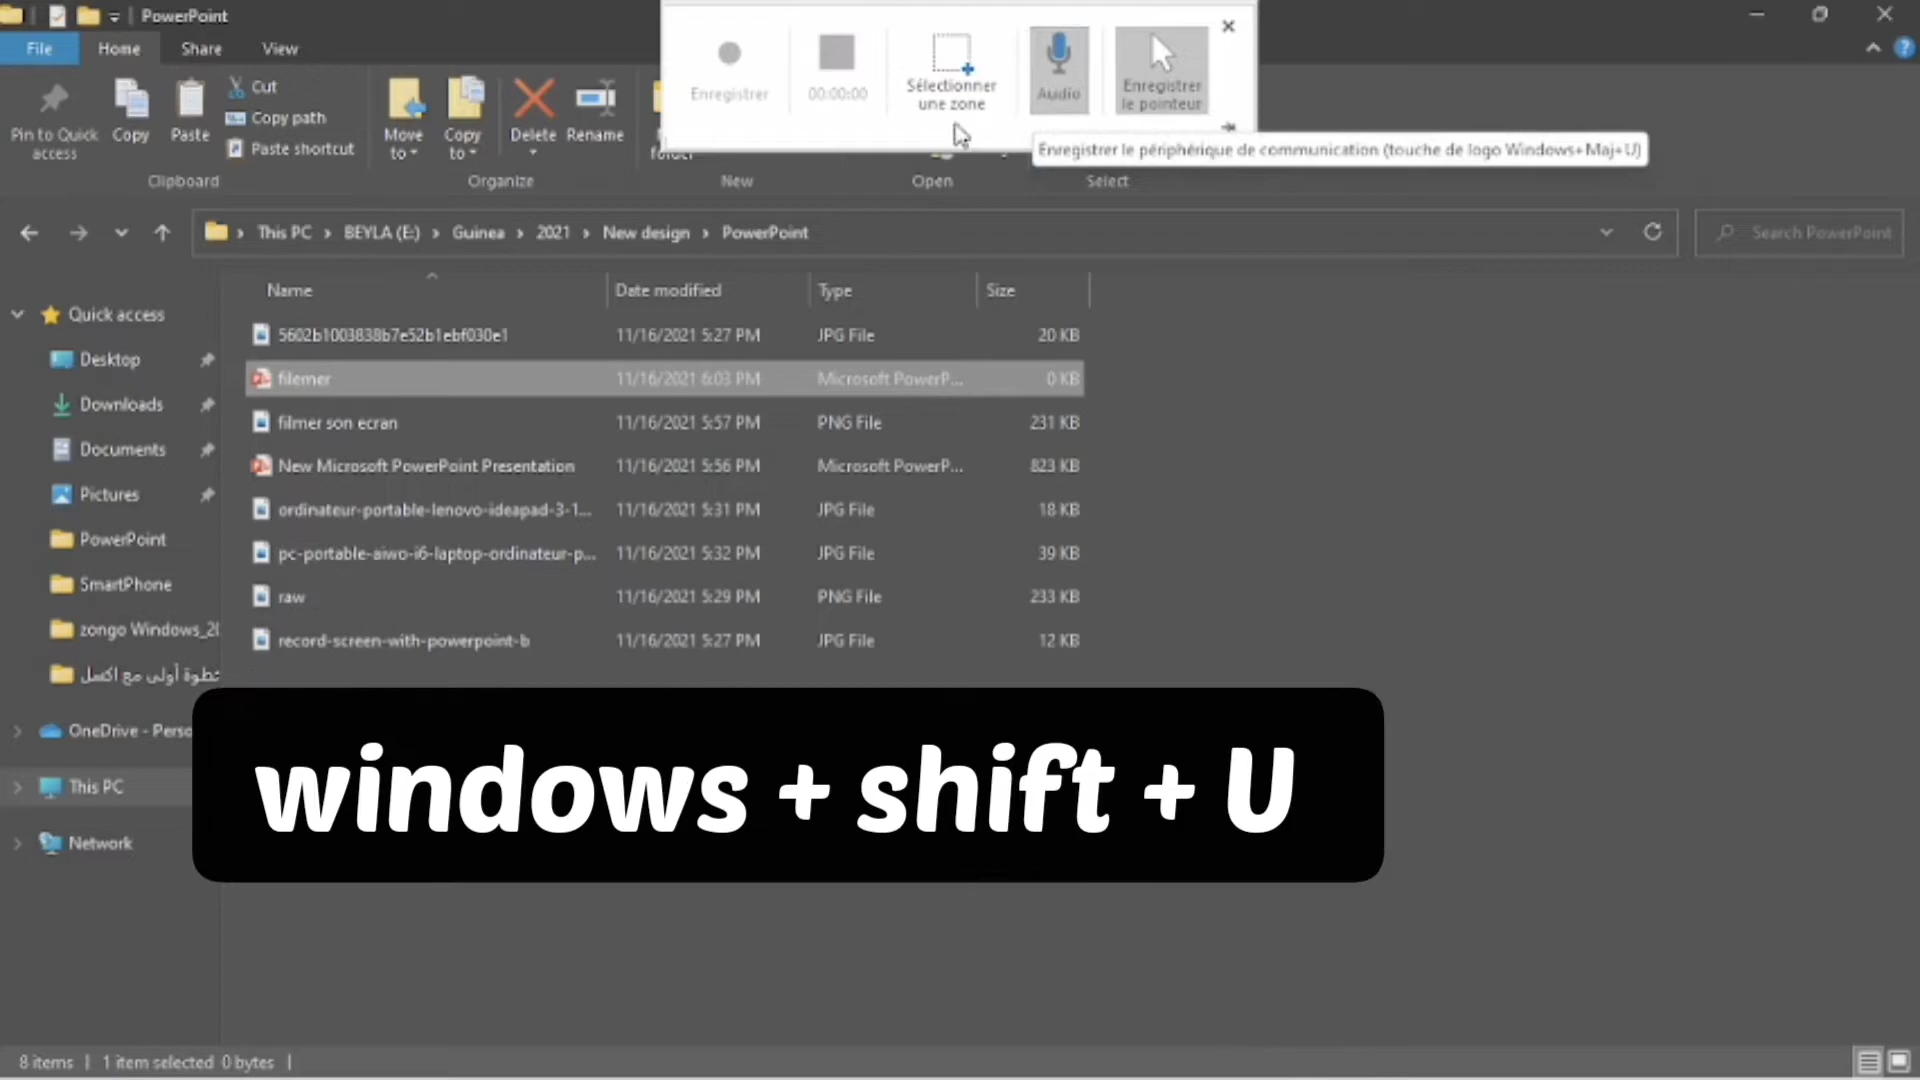 PowerPoint
File Home Share View
Pin to Quick access
Copy
Paste
Cut
Copy path
Paste shortcut
Clipboard
Move to
Copy to
Delete
Rename
Organize
folder
New
Open
Select
Enregistrer
00:00:00
Sélectionner une zone
Audio
Enregistrer le pointeur
Enregistrer le périphérique de communication (touche de logo Windows+Maj+U)
This PC › BEYLA (E:) › Guinea › 2021 › New design › PowerPoint
Search PowerPoint
Name Date modified Type Size
5602b1003838b7e52b1ebf030e1 11/16/2021 5:27 PM JPG File 20 KB
filemer 11/16/2021 6:03 PM Microsoft PowerP... 0 KB
filmer son ecran 11/16/2021 5:57 PM PNG File 231 KB
New Microsoft PowerPoint Presentation 11/16/2021 5:56 PM Microsoft PowerP... 823 KB
ordinateur-portable-lenovo-ideapad-3-1... 11/16/2021 5:31 PM JPG File 18 KB
pc-portable-aiwo-i6-laptop-ordinateur-p... 11/16/2021 5:32 PM JPG File 39 KB
raw 11/16/2021 5:29 PM PNG File 233 KB
record-screen-with-powerpoint-b 11/16/2021 5:27 PM JPG File 12 KB
Quick access
Desktop
Downloads
Documents
Pictures
PowerPoint
SmartPhone
zongo Windows_20
خطوة أولى مع اكسل
OneDrive - Perso
This PC
Network
windows + shift + U
8 items | 1 item selected 0 bytes |